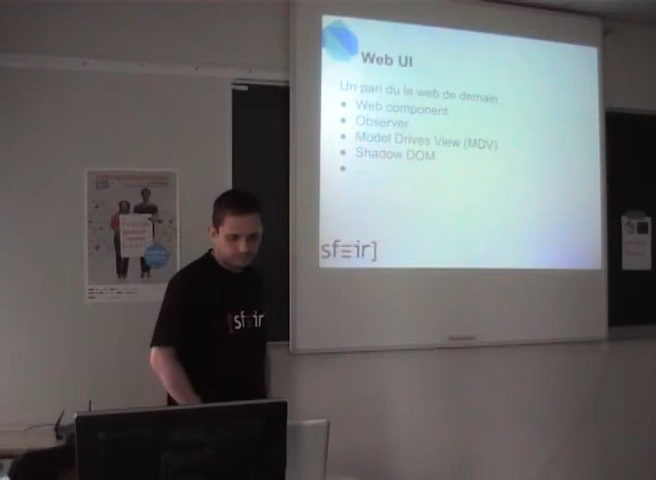 Web UI
Un pari du le web de demain :
Web component
Observer
Model Drives View (MDV)
Shadow DOM
...
sfeir]
[sfeir